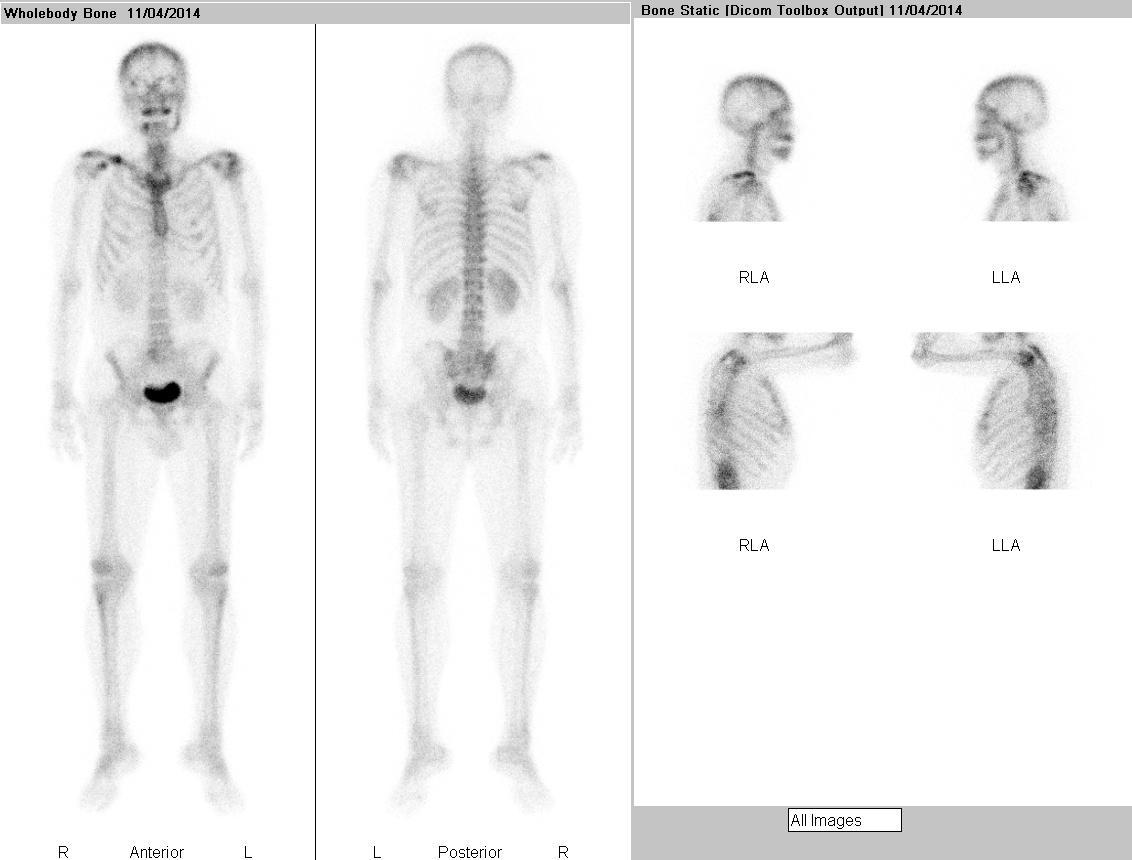 Wholebody Bone 11/04/2014
Bone Static [Dicom Toolbox Output] 11/04/2014
RLA LLA
RLA LLA
All Images
R Anterior L L Posterior R